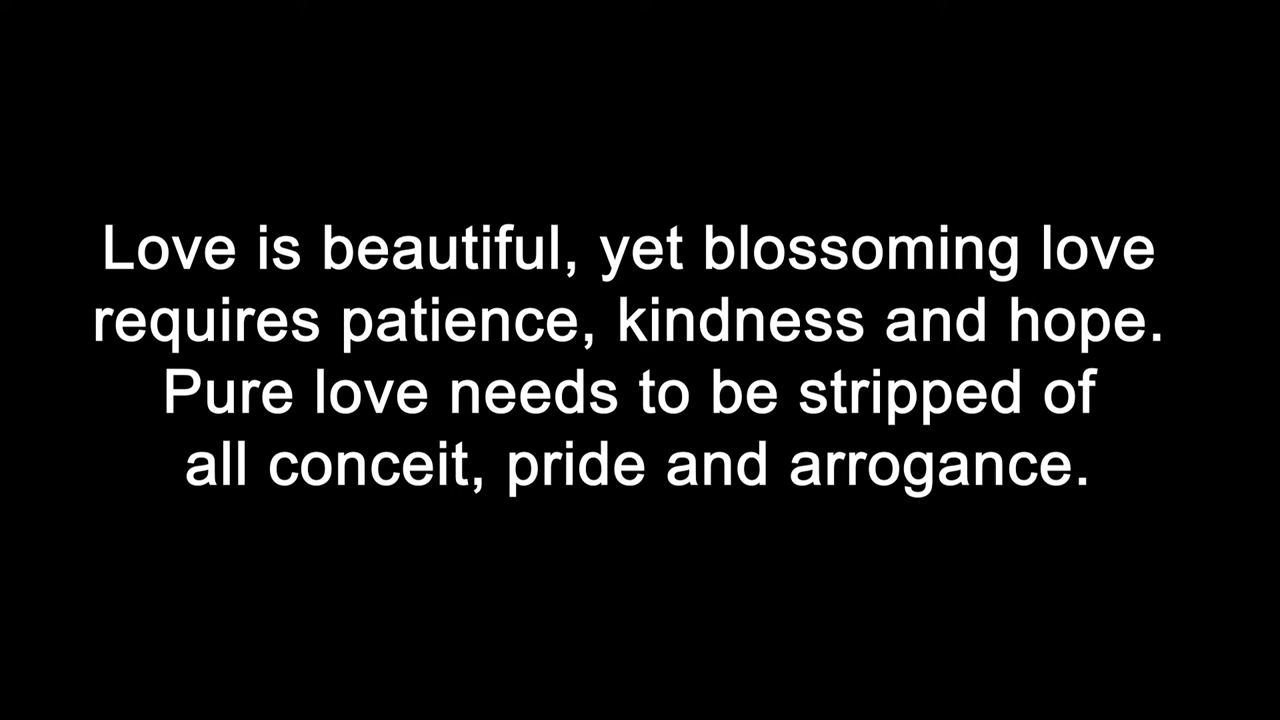 Love is beautiful, yet blossoming love
requires patience, kindness and hope.
Pure love needs to be stripped of
all conceit, pride and arrogance.